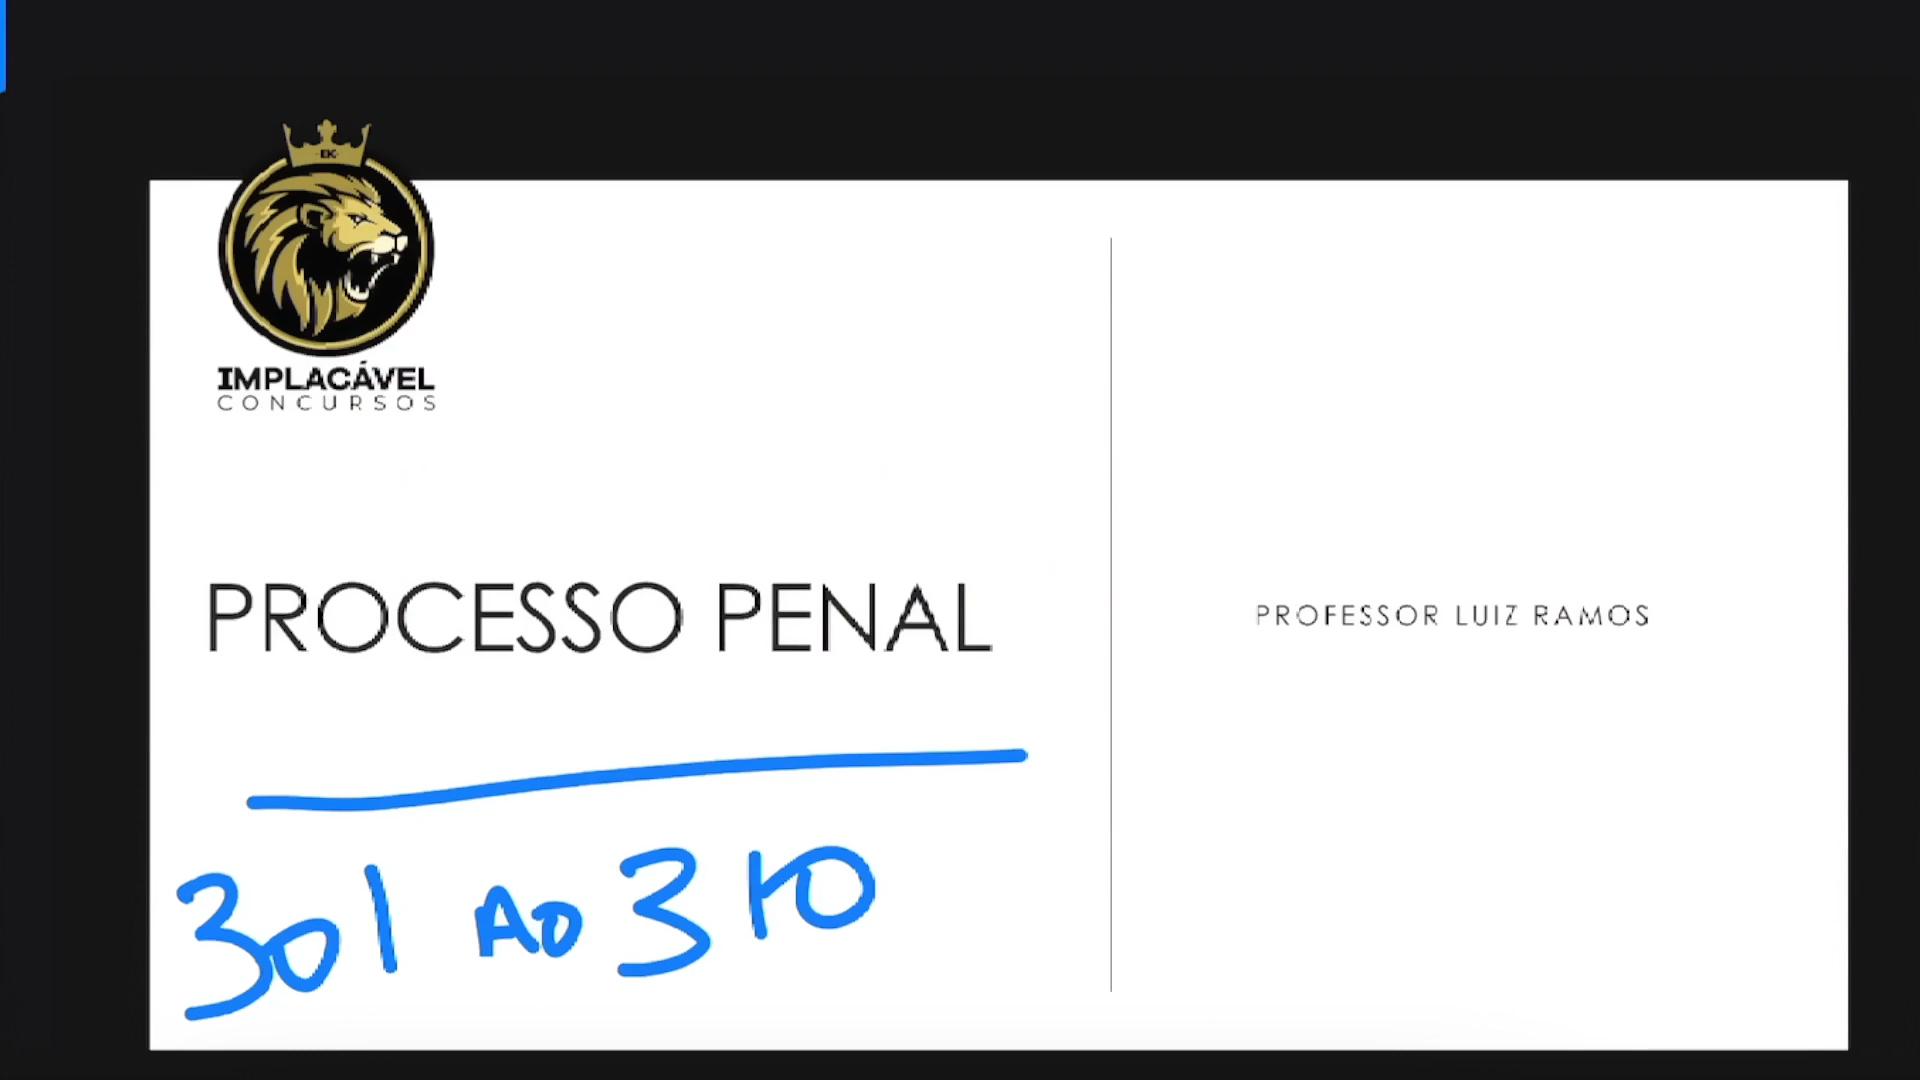 EK
IMPLACÁVEL
CONCURSOS
PROCESSO PENAL
PROFESSOR LUIZ RAMOS
301 AO 310